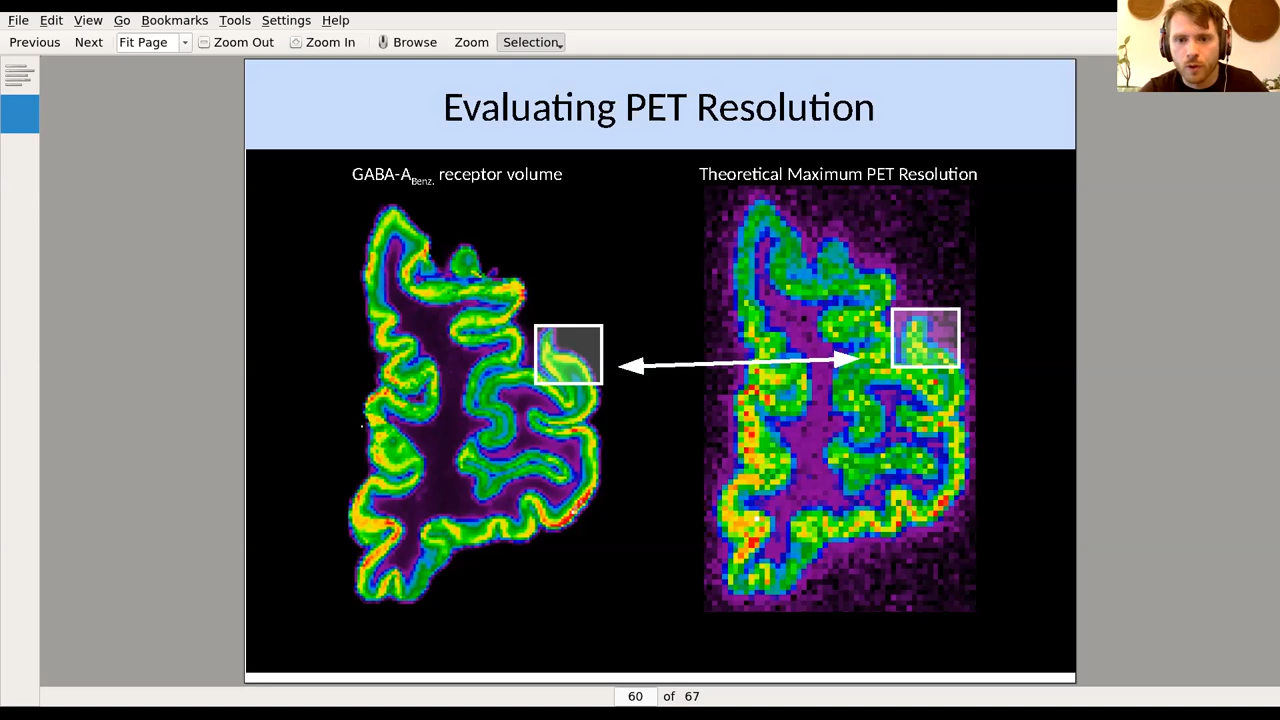 File Edit View Go Bookmarks Tools Settings Help
Previous Next Fit Page Zoom Out Zoom In Browse Zoom Selection
Evaluating PET Resolution
GABA-ABenz. receptor volume
Theoretical Maximum PET Resolution
60 of 67